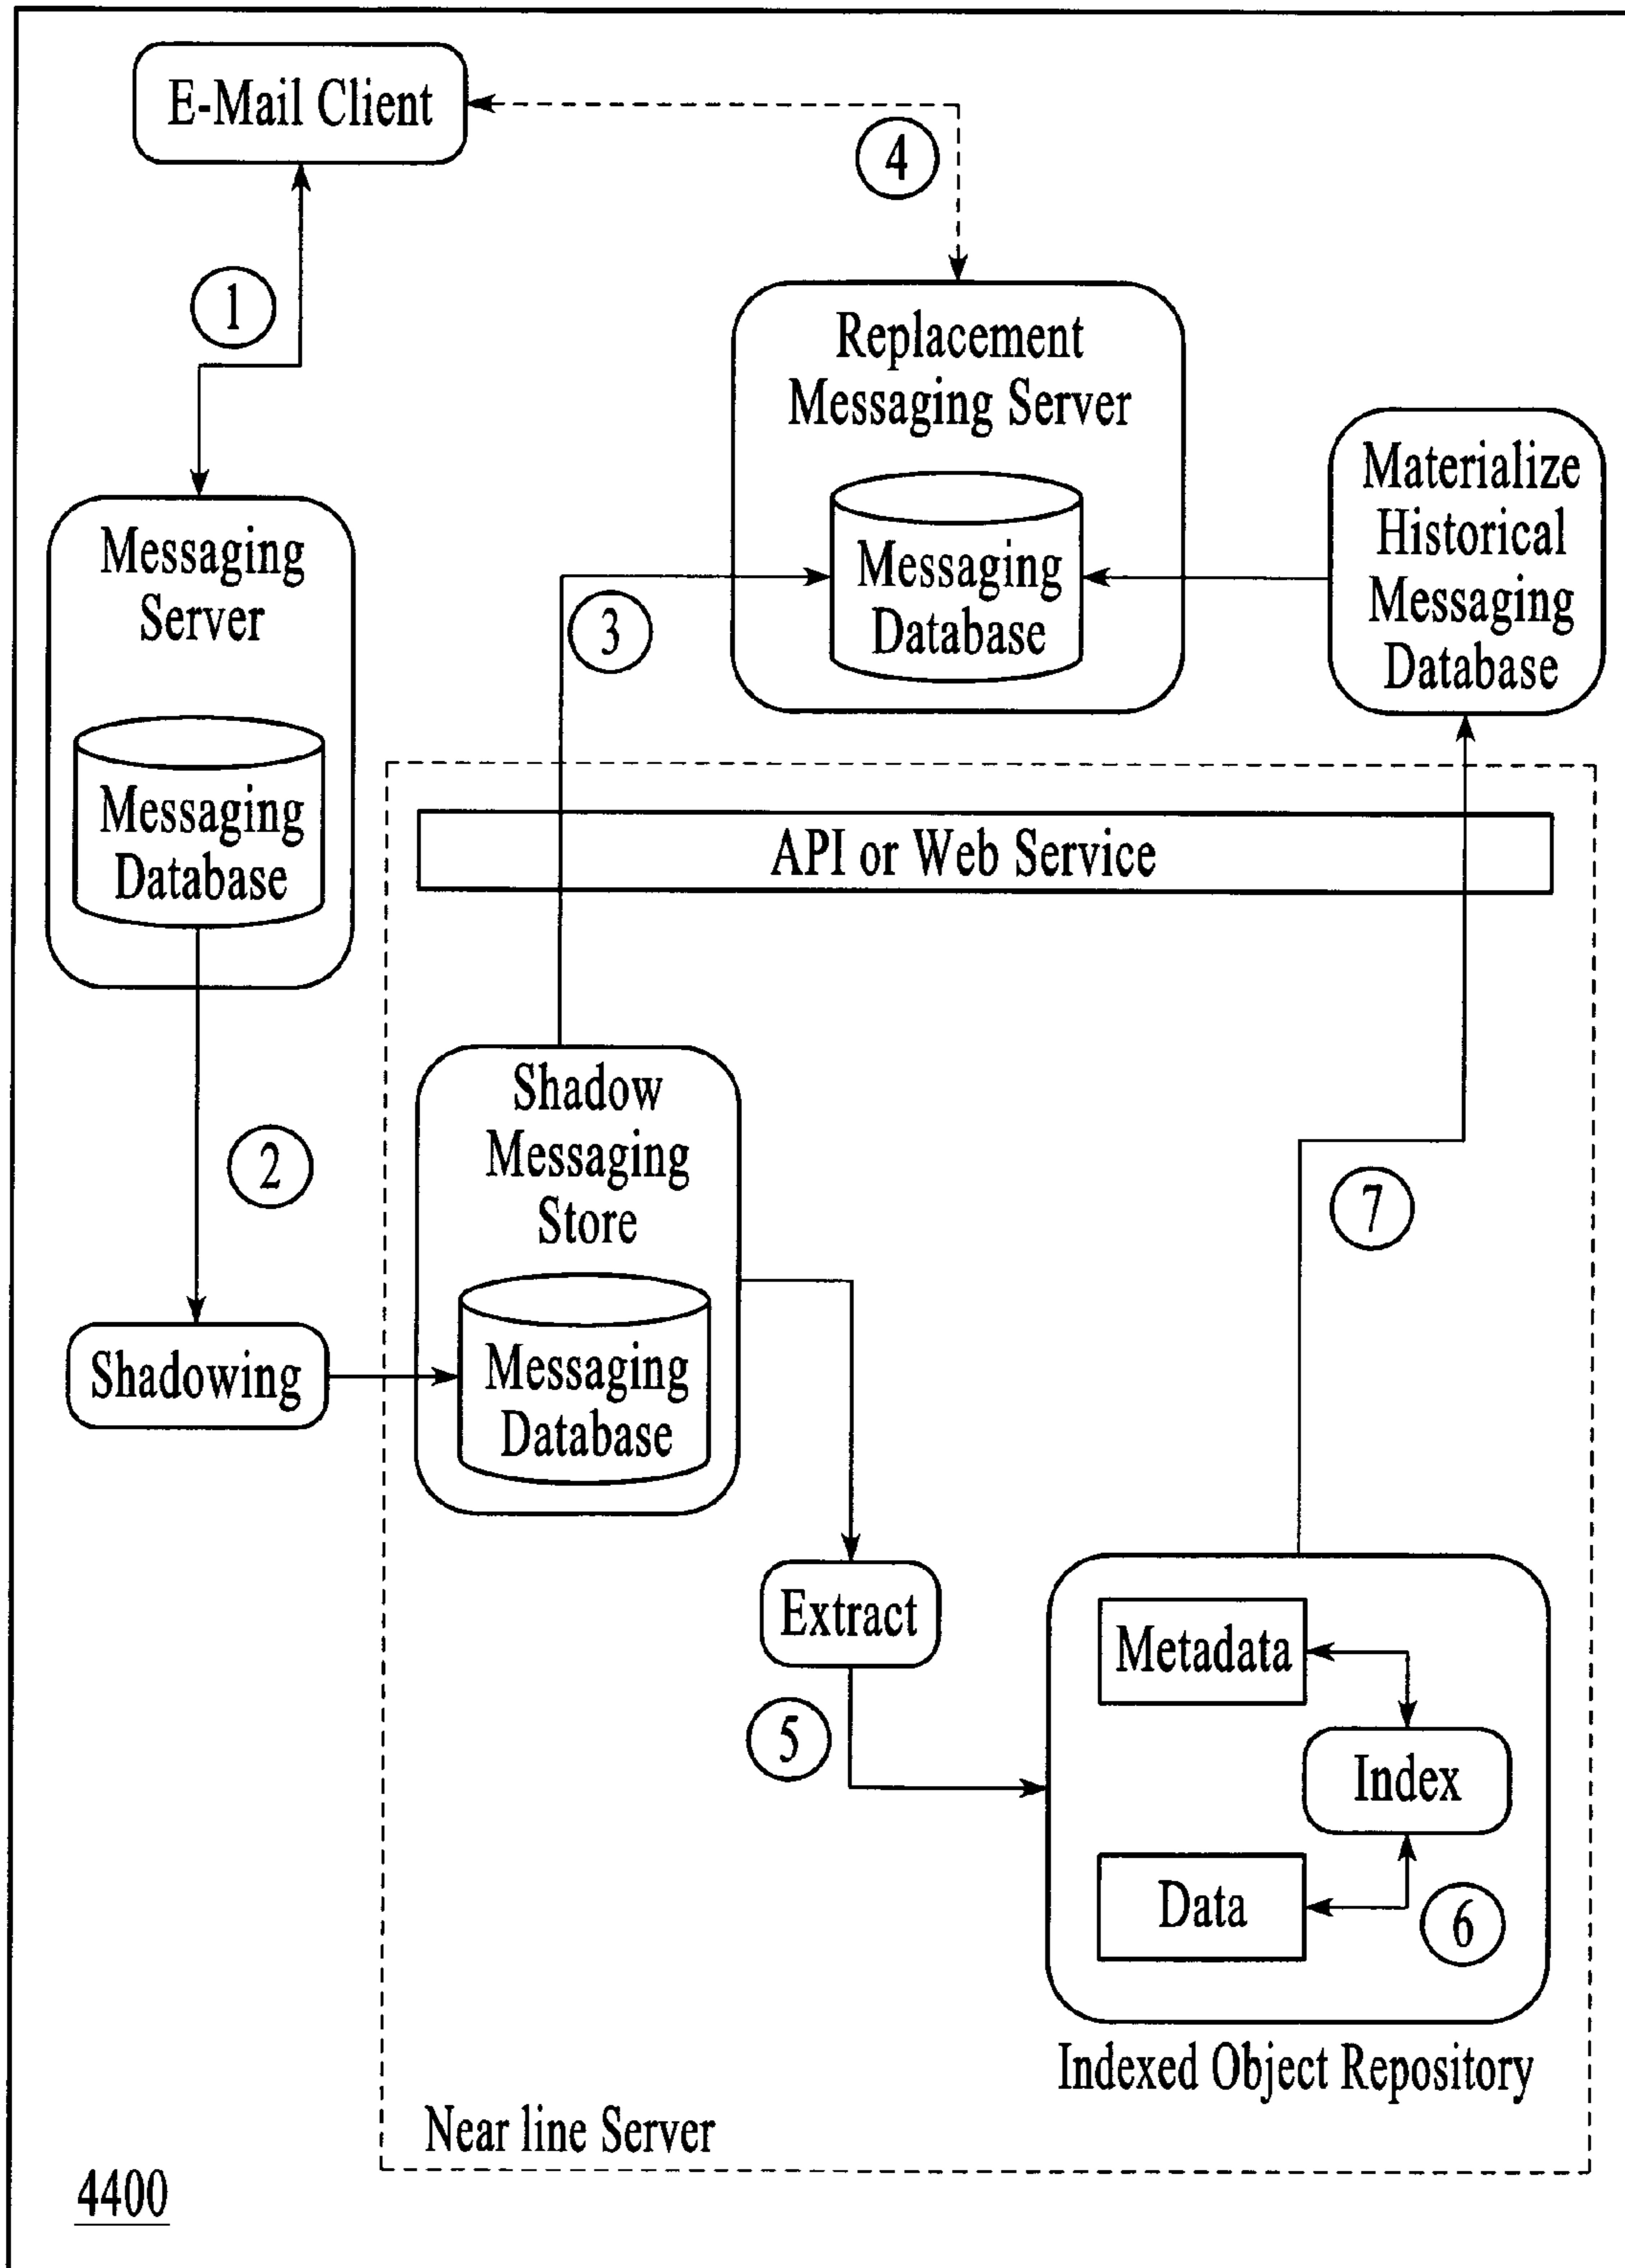 E-Mail Client
4
1
Replacement
Messaging Server
Messaging
Database
Materialize
Historical
Messaging
Database
Messaging
Server
Messaging
Database
3
API or Web Service
2
Shadow
Messaging
Store
Messaging
Database
7
Shadowing
Extract
5
Metadata
Index
Data
6
Indexed Object Repository
Near line Server
4400